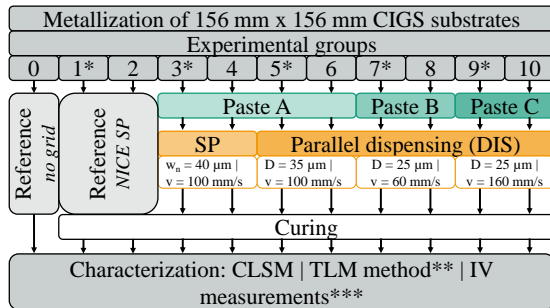 Metallization of 156 mm x 156 mm CIGS substrates
Experimental groups
0 1* 2 3* 4 5* 6 7* 8 9* 10
Reference
no grid
Reference
NICE SP
Paste A Paste B Paste C
SP Parallel dispensing (DIS)
wₙ = 40 µm | D = 35 µm | D = 25 µm | D = 25 µm |
v = 100 mm/s v = 100 mm/s v = 60 mm/s v = 160 mm/s
Curing
Characterization: CLSM | TLM method** | IV
measurements***